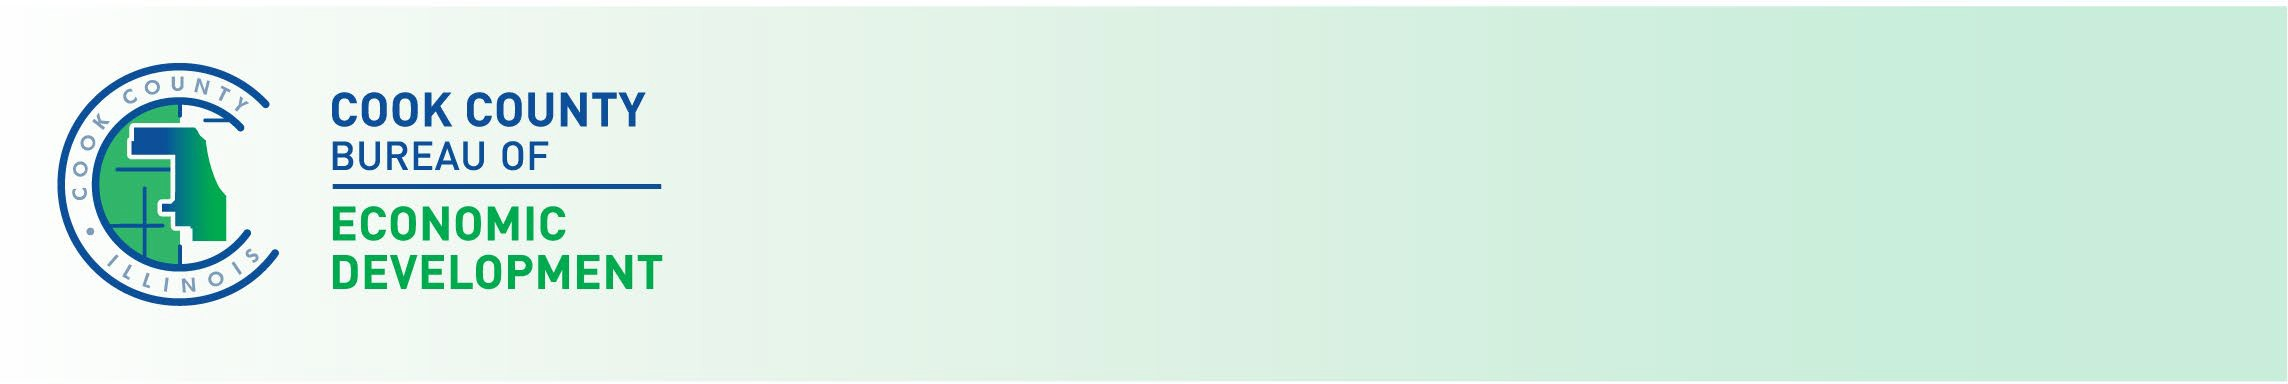 COOK COUNTY
• ILLINOIS
COOK COUNTY
BUREAU OF
ECONOMIC
DEVELOPMENT